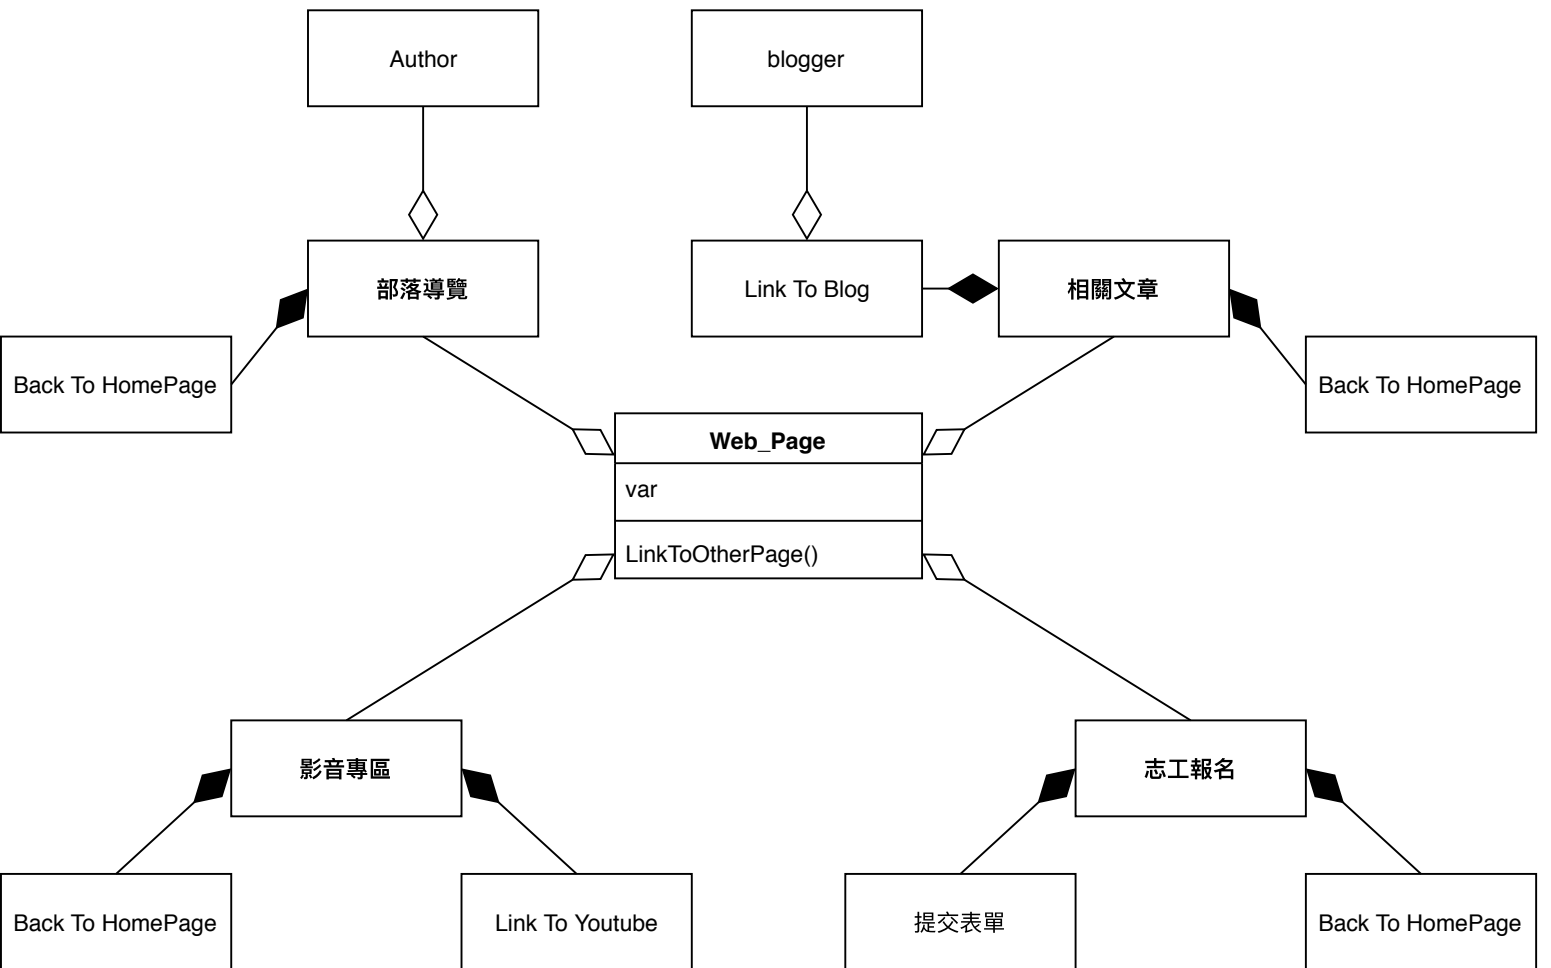 Author
blogger
部落導覽
Link To Blog
相關文章
Back To HomePage
Back To HomePage
Web_Page
var
LinkToOtherPage()
影音專區
志工報名
Back To HomePage
Link To Youtube
提交表單
Back To HomePage